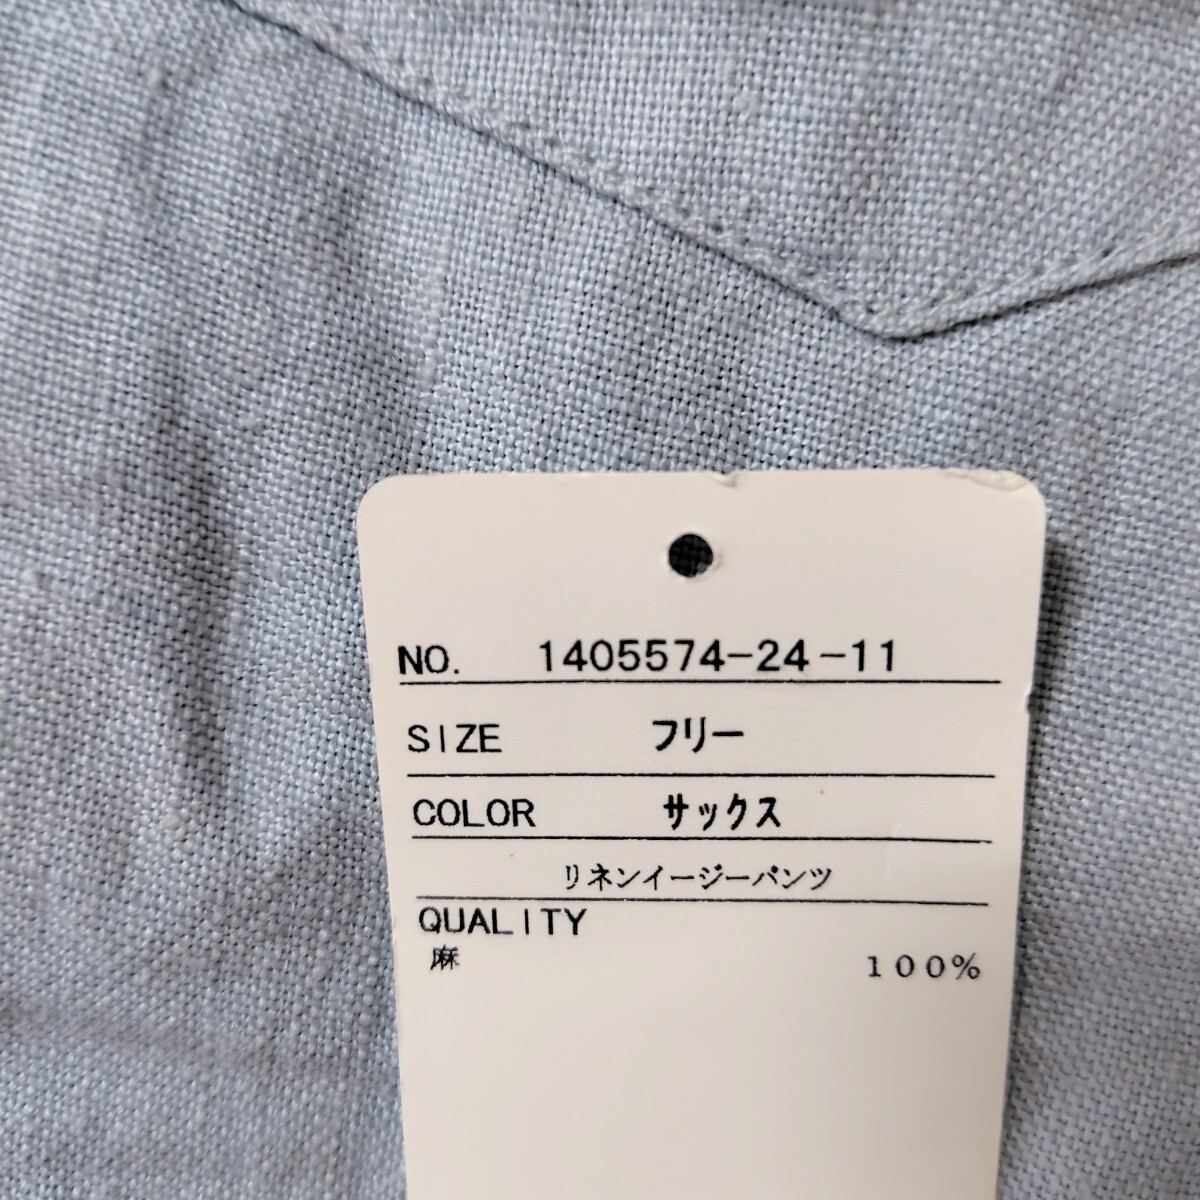 NO. 1405574-24-11
SIZE フリー
COLOR サックス
リネンイージーパンツ
QUALITY
麻 100%